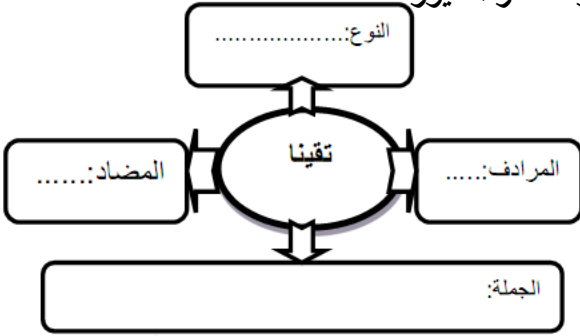 النوع:..................
تقينا
المرادف:.....
المضاد:......
الجملة: